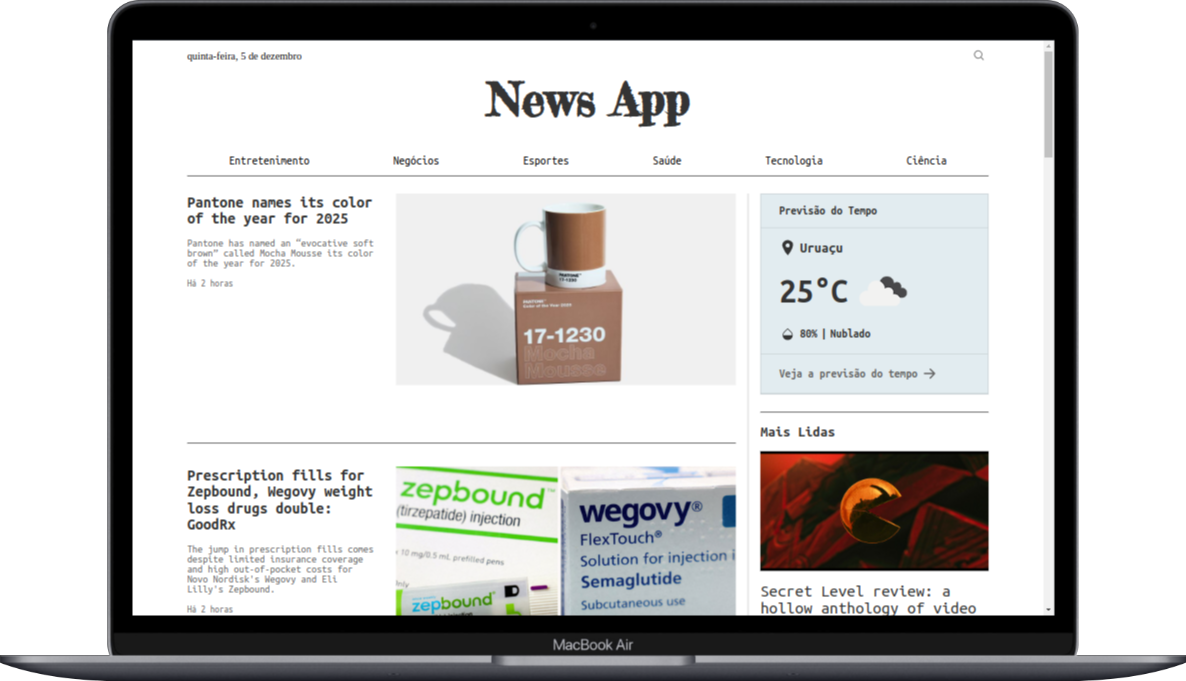 quinta-feira, 5 de dezembro
News App
Entretenimento Negócios Esportes Saúde Tecnologia Ciência
Pantone names its color
of the year for 2025
Pantone has named an “evocative soft
brown” called Mocha Mousse its color
of the year for 2025.
Há 2 horas
PANTONE®
17-1230
PANTONE®
Color of the Year 2025
17-1230
Mocha
Mousse
Previsão do Tempo
Uruaçu
25°C
80% | Nublado
Veja a previsão do tempo →
Mais Lidas
Secret Level review: a
hollow anthology of video
Prescription fills for
Zepbound, Wegovy weight
loss drugs double:
GoodRx
The jump in prescription fills comes
despite limited insurance coverage
and high out-of-pocket costs for
Novo Nordisk's Wegovy and Eli
Lilly's Zepbound.
Há 2 horas
zepbound™
(tirzepatide) injection
10 mg/0.5 mL prefilled pens
Only
zepbound
wegovy®
FlexTouch®
Solution for injection i
Semaglutide
Subcutaneous use
MacBook Air